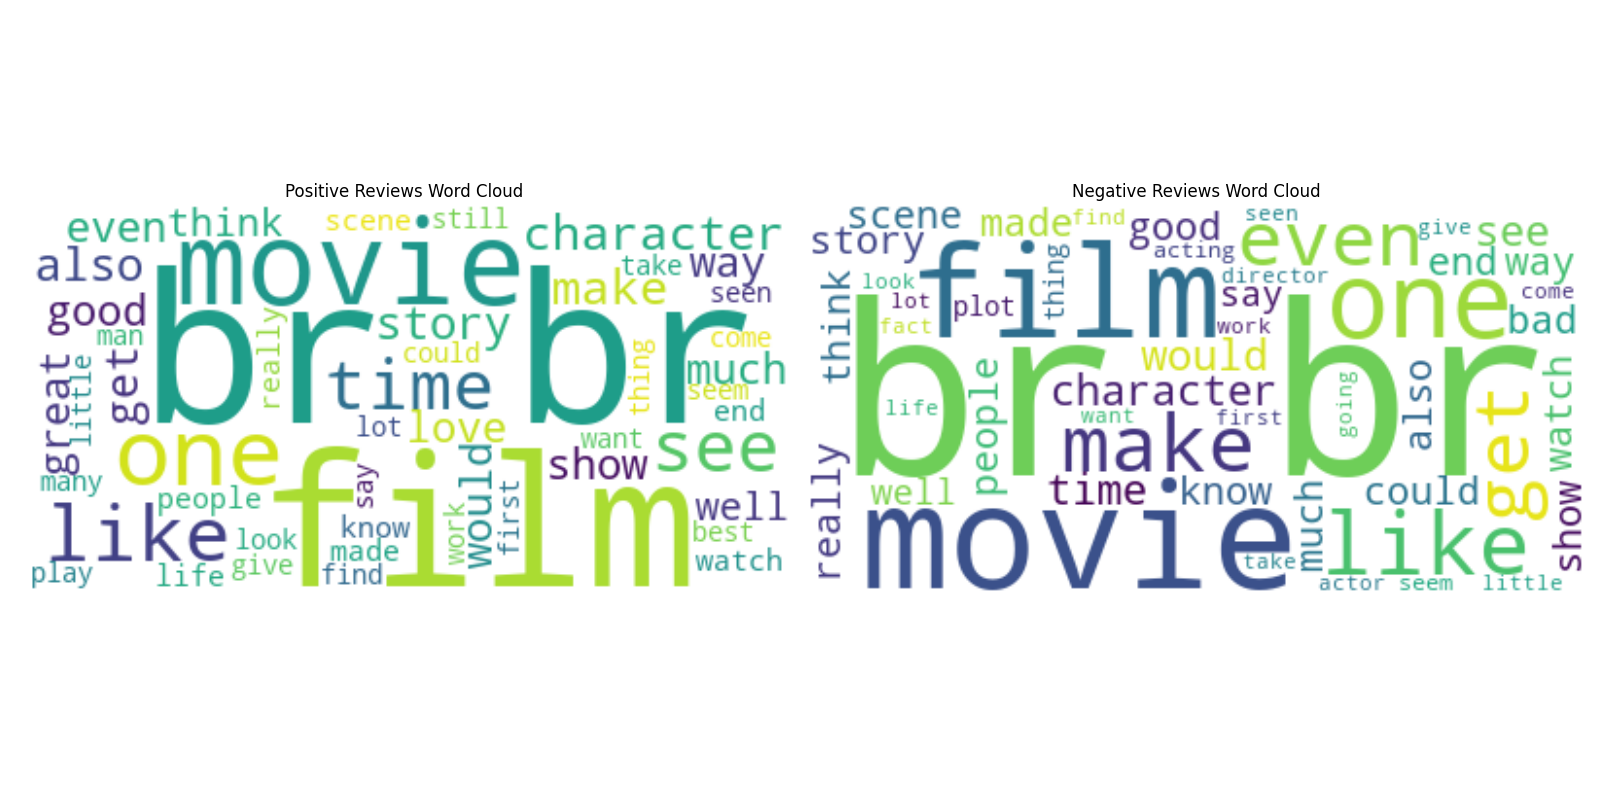 Positive Reviews Word Cloud
even think scene still character
also movie take way
good br br make seen
man really story could come
great little get time thing much
seem
lot love end
one want see
many say show
people film would first well
like know work best
look made watch
play life give find
Negative Reviews Word Cloud
scene made find good seen even give see
story acting end way
think look film thing director one come
lot plot say bad
fact work
br br would
people character also get watch
life want first going
make
really well time know could
movie much like show
take
actor seem little